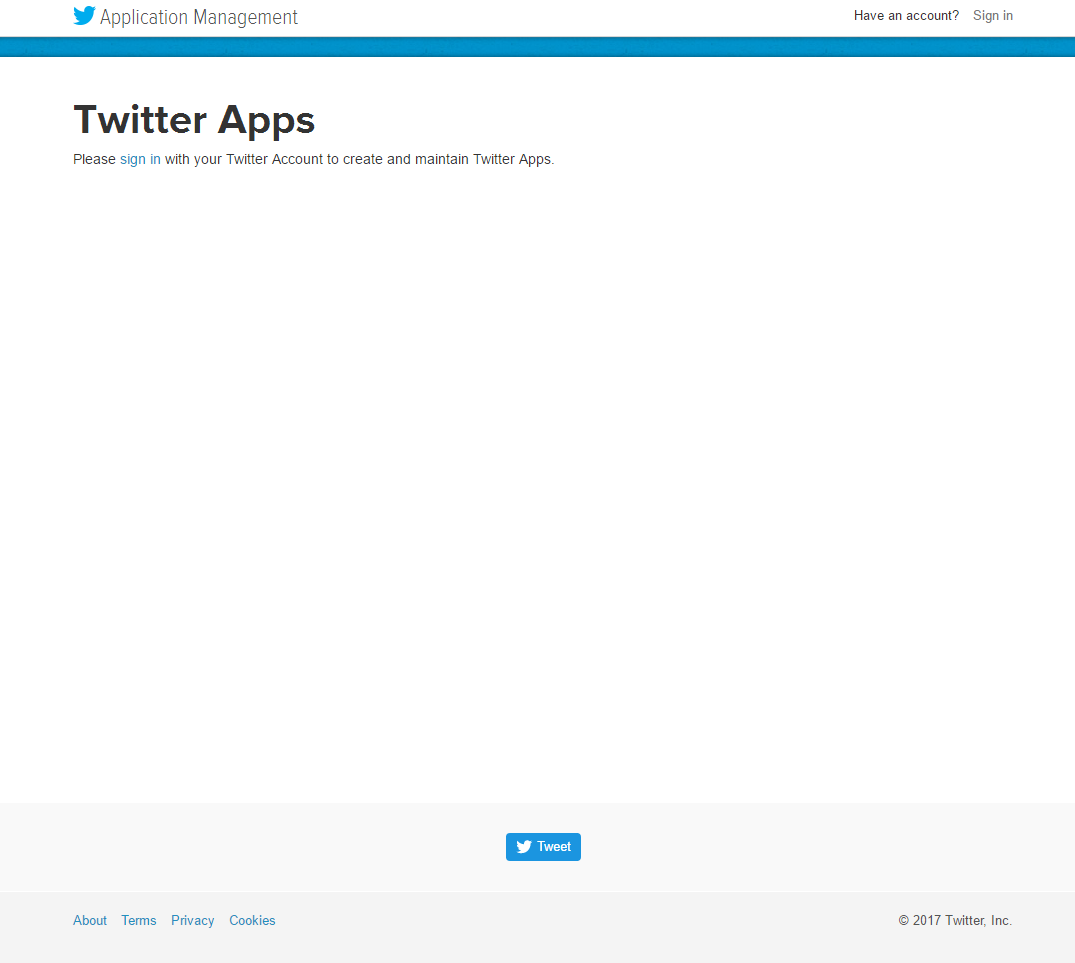 Application Management
Have an account? Sign in
Twitter Apps
Please sign in with your Twitter Account to create and maintain Twitter Apps.
Tweet
About Terms Privacy Cookies
© 2017 Twitter, Inc.